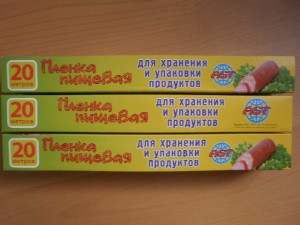 20
метров
Пленка
пищевая
для хранения
и упаковки
продуктов
AST
20
метров
Пленка
пищевая
для хранения
и упаковки
продуктов
AST
20
метров
Пленка
пищевая
для хранения
и упаковки
продуктов
AST